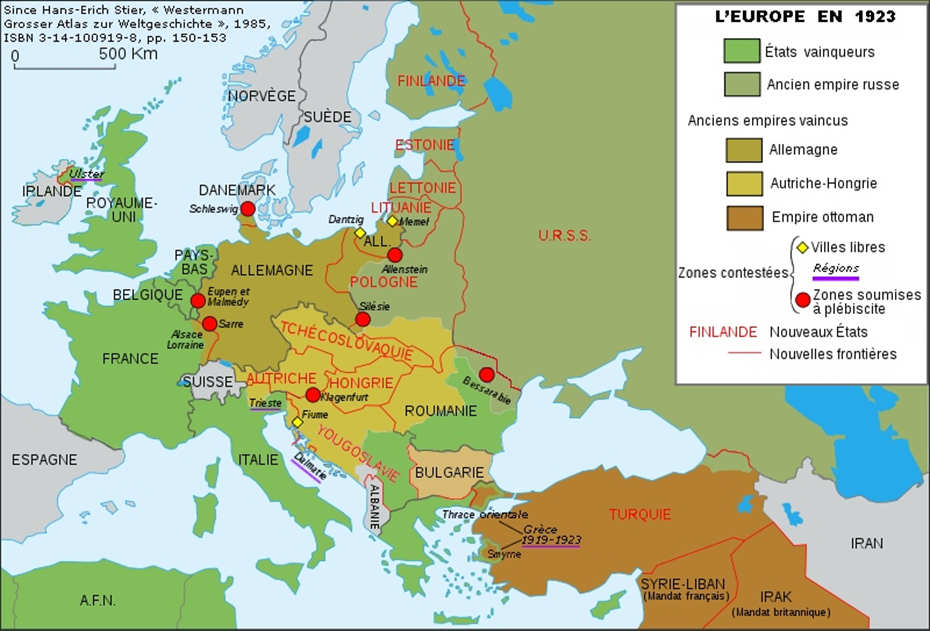 Since Hans-Erich Stier, « Westermann
Grosser Atlas zur Weltgeschichte », 1985,
ISBN 3-14-100919-8, pp. 150-153
0 500 Km
L'EUROPE EN 1923
États vainqueurs
Ancien empire russe
Anciens empires vaincus
Allemagne
Autriche-Hongrie
Empire ottoman
Zones contestées
Villes libres
Régions
Zones soumises
à plébiscite
FINLANDE Nouveaux États
Nouvelles frontières
FINLANDE
NORVÈGE
SUÈDE
ESTONIE
LETTONIE
LITUANIE
Memel
Ulster
IRLANDE
ROYAUME-
UNI
DANEMARK
Schleswig
Dantzig
ALL.
Allenstein
U.R.S.S.
PAYS-
BAS
ALLEMAGNE
POLOGNE
BELGIQUE
Eupen et
Malmédy
Silésie
Sarre
Alsace
Lorraine
TCHÉCOSLOVAQUIE
FRANCE
SUISSE
AUTRICHE
HONGRIE
Klagenfurt
Bessarabie
Trieste
Fiume
ROUMANIE
YOUGOSLAVIE
ESPAGNE
ITALIE
Dalmatie
BULGARIE
ALBANIE
Thrace orientale
Grèce
1919-1923
Smyrne
TURQUIE
IRAN
SYRIE-LIBAN
(Mandat français)
IRAK
(Mandat britannique)
A.F.N.